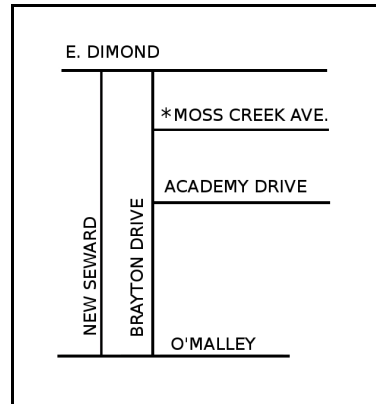 E. DIMOND
*MOSS CREEK AVE.
ACADEMY DRIVE
NEW SEWARD
BRAYTON DRIVE
O'MALLEY